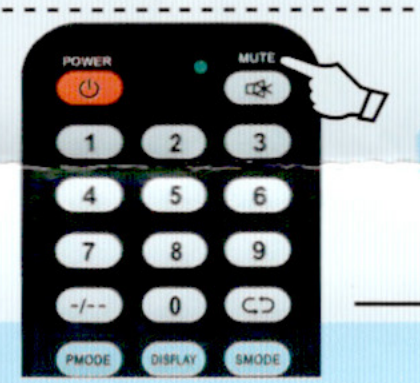 POWER MUTE
1 2 3
4 5 6
7 8 9
-/-- 0
PMODE DISPLAY SMODE